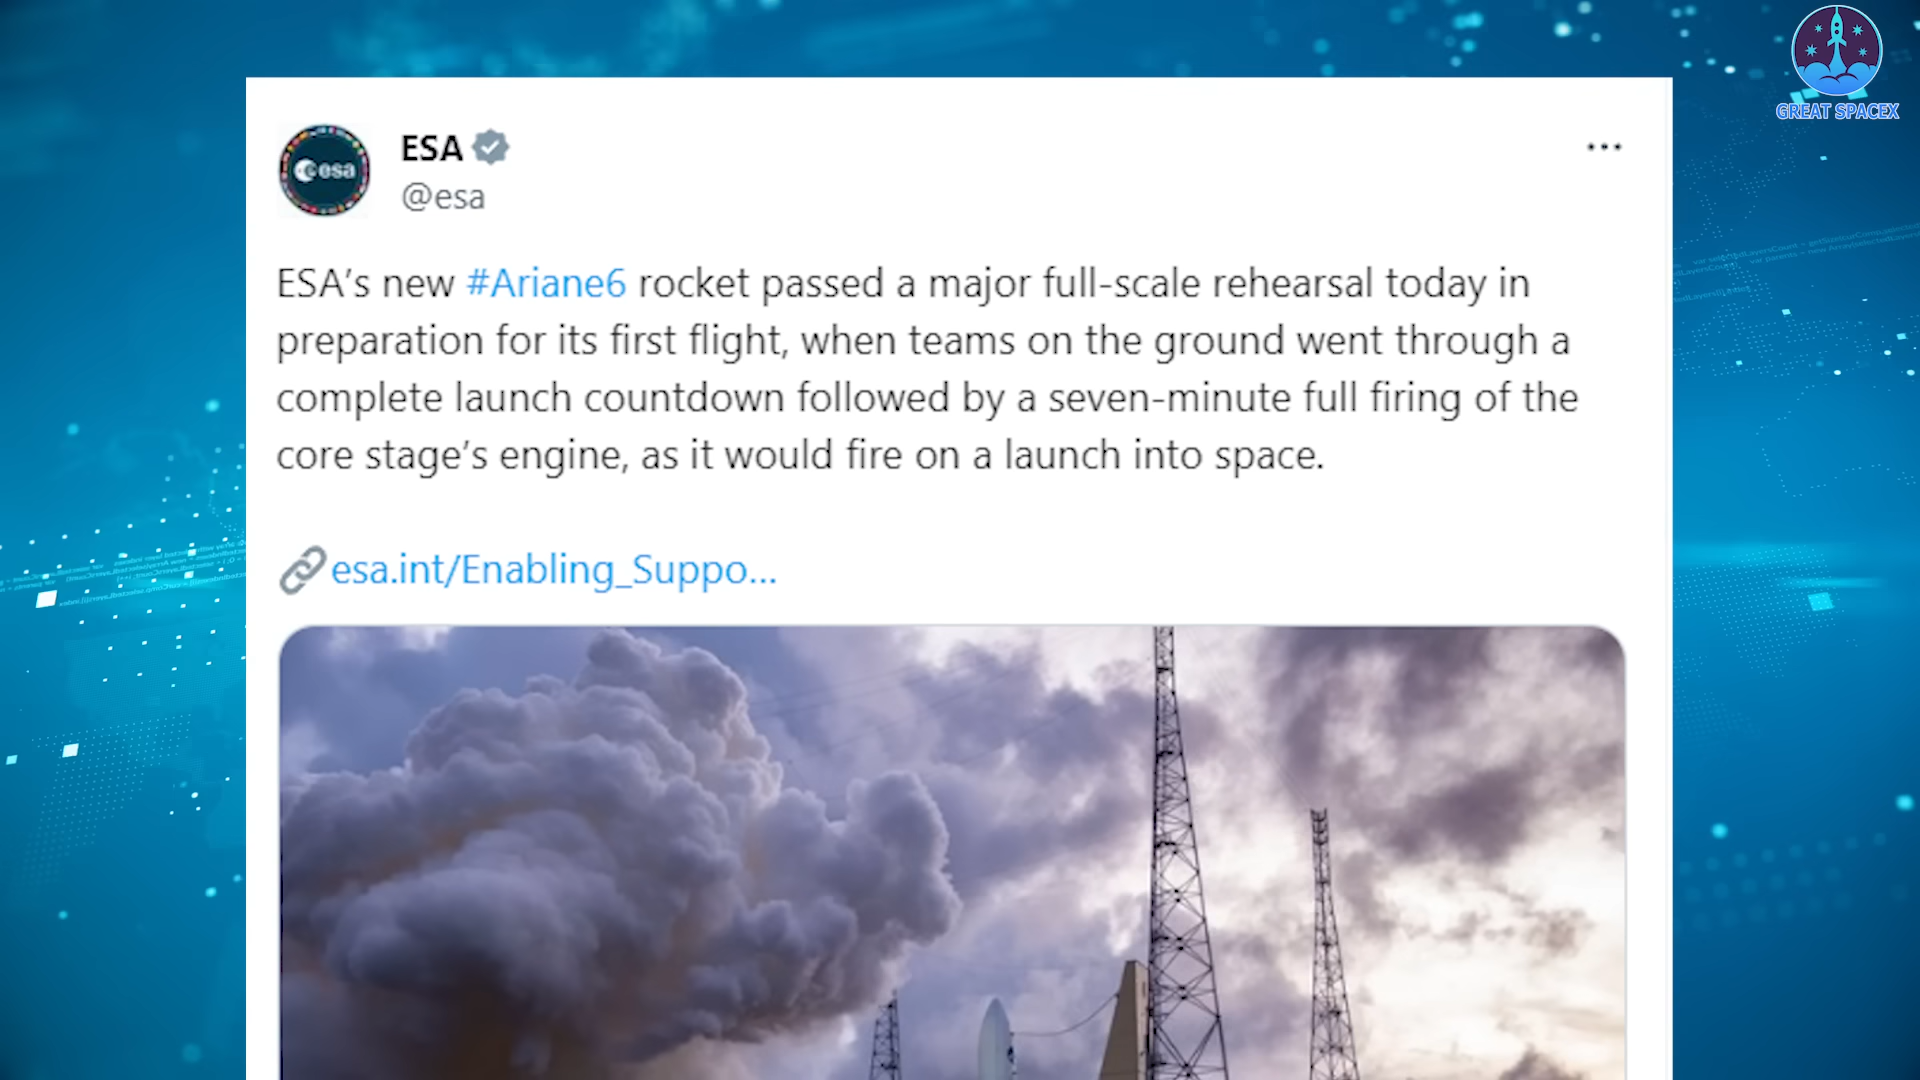 GREAT SPACEX
esa
ESA
@esa
ESA's new #Ariane6 rocket passed a major full-scale rehearsal today in
preparation for its first flight, when teams on the ground went through a
complete launch countdown followed by a seven-minute full firing of the
core stage's engine, as it would fire on a launch into space.
esa.int/Enabling_Suppo...